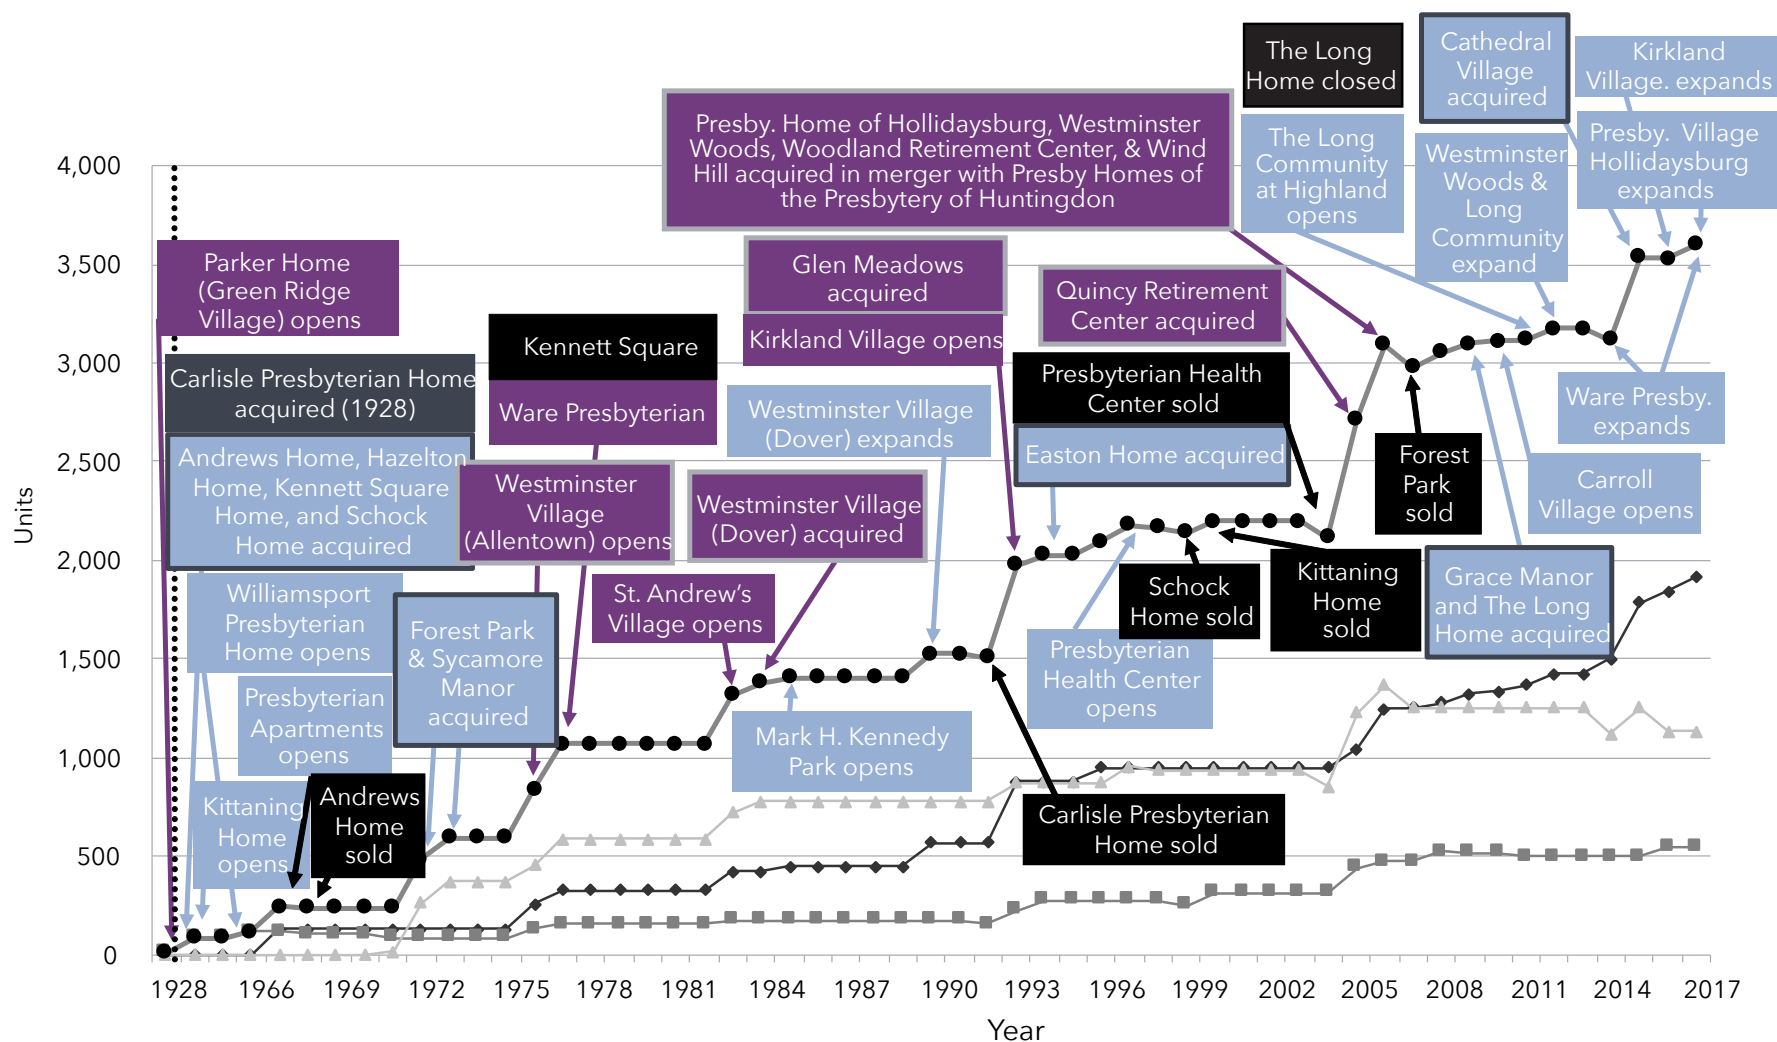 The Long
Home closed
Cathedral
Village
acquired
Kirkland
Village. expands
Presby. Home of Hollidaysburg, Westminster
Woods, Woodland Retirement Center, & Wind
Hill acquired in merger with Presby Homes of
the Presbytery of Huntingdon
The Long
Community
at Highland
opens
Westminster
Woods &
Long
Community
expand
Presby. Village
Hollidaysburg
expands
4,000
3,500
3,000
2,500
2,000
1,500
1,000
500
0
Units
Parker Home
(Green Ridge
Village) opens
Glen Meadows
acquired
Kirkland Village opens
Quincy Retirement
Center acquired
Kennett Square
Ware Presbyterian
Carlisle Presbyterian Home
acquired (1928)
Andrews Home, Hazelton
Home, Kennett Square
Home, and Schock
Home acquired
Westminster Village
(Dover) expands
Presbyterian Health
Center sold
Easton Home acquired
Ware Presby.
expands
Forest
Park
sold
Carroll
Village opens
Westminster
Village
(Allentown) opens
Westminster Village
(Dover) acquired
Williamsport
Presbyterian
Home opens
Forest Park
& Sycamore
Manor
acquired
St. Andrew’s
Village opens
Schock
Home sold
Kittaning
Home
sold
Grace Manor
and The Long
Home acquired
Presbyterian
Health Center
opens
Presbyterian
Apartments
opens
Mark H. Kennedy
Park opens
Kittaning
Home
opens
Andrews
Home
sold
Carlisle Presbyterian
Home sold
1928 1966 1969 1972 1975 1978 1981 1984 1987 1990 1993 1996 1999 2002 2005 2008 2011 2014 2017
Year